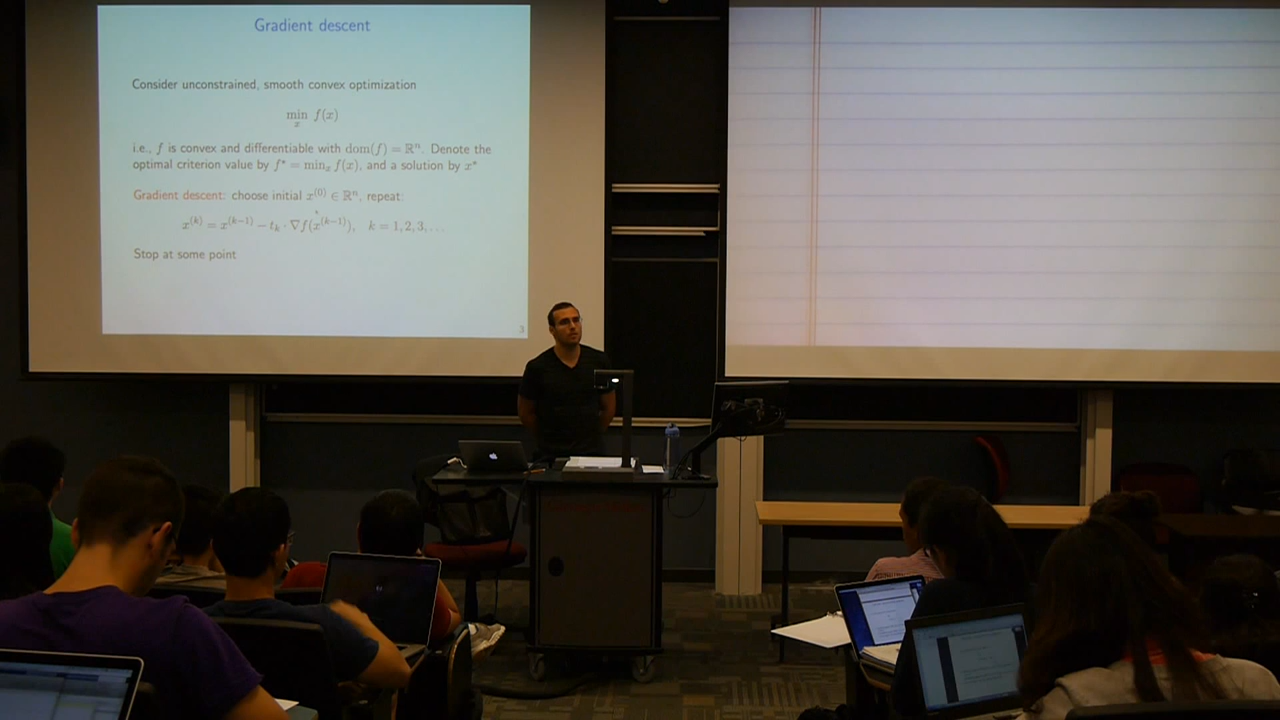 Gradient descent
Consider unconstrained, smooth convex optimization
min f(x)
x
i.e., f is convex and differentiable with dom(f) = ℝⁿ. Denote the
optimal criterion value by f* = minₓ f(x), and a solution by x*
Gradient descent: choose initial x⁽⁰⁾ ∈ ℝⁿ, repeat:
x⁽ᵏ⁾ = x⁽ᵏ⁻¹⁾ − tₖ · ∇f(x⁽ᵏ⁻¹⁾), k = 1, 2, 3, . . .
Stop at some point
3